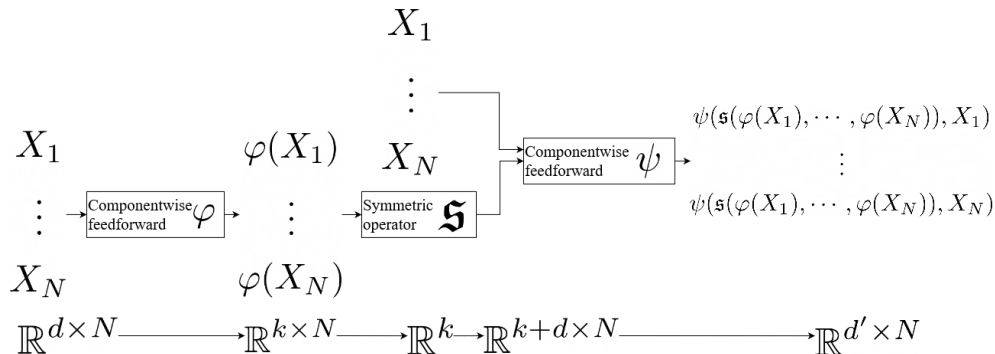 X_1
⋮
X_N
Componentwise feedforward φ
φ(X_1)
⋮
φ(X_N)
X_1
⋮
X_N
Symmetric operator 𝔰
Componentwise feedforward ψ
ψ(𝔰(φ(X_1), ⋯ , φ(X_N)), X_1)
⋮
ψ(𝔰(φ(X_1), ⋯ , φ(X_N)), X_N)
ℝ^{d×N} → ℝ^{k×N} → ℝ^k → ℝ^{k+d×N} → ℝ^{d′×N}